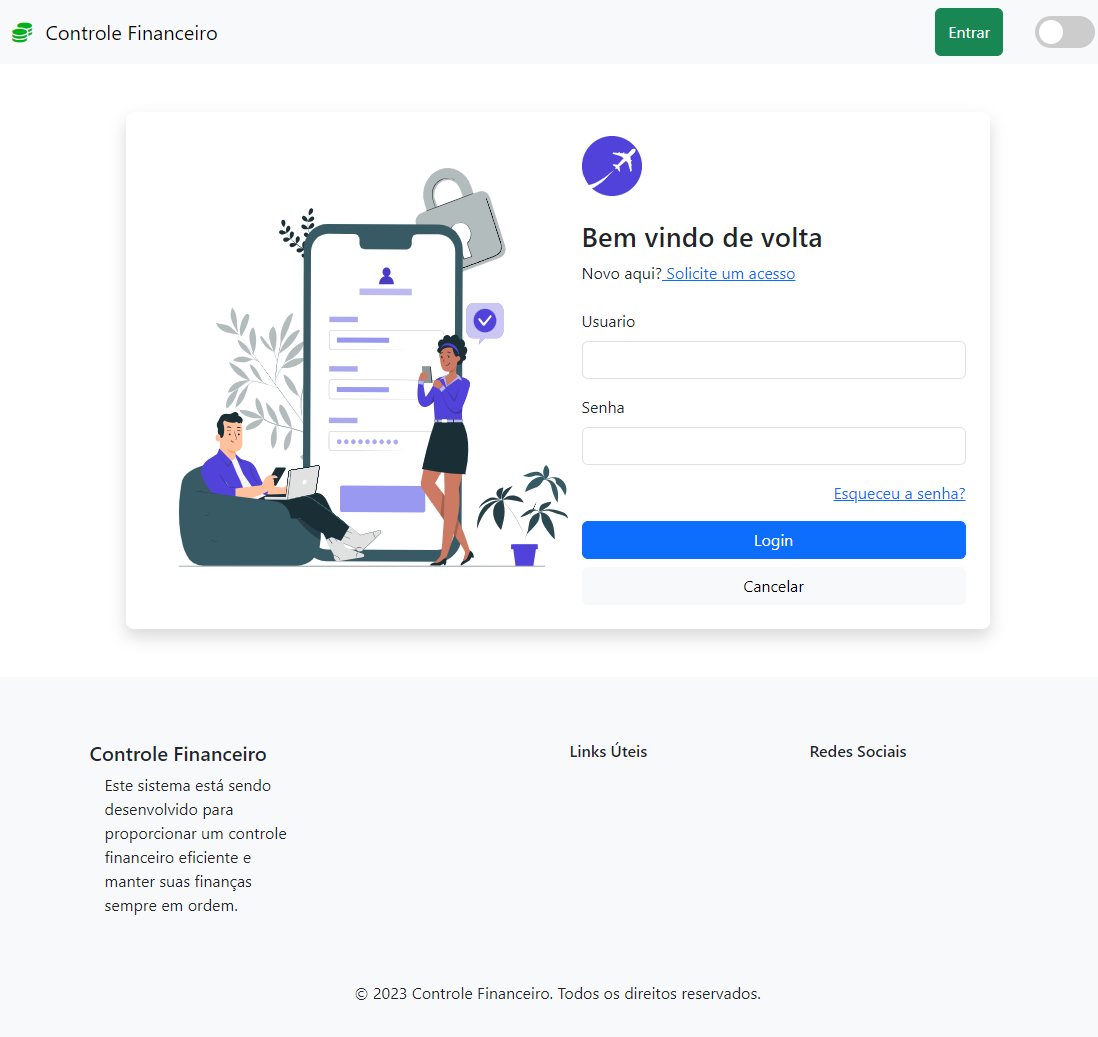 Controle Financeiro
Entrar
Bem vindo de volta
Novo aqui? Solicite um acesso
Usuario
Senha
Esqueceu a senha?
Login
Cancelar
Controle Financeiro
Este sistema está sendo
desenvolvido para
proporcionar um controle
financeiro eficiente e
manter suas finanças
sempre em ordem.
Links Úteis
Redes Sociais
© 2023 Controle Financeiro. Todos os direitos reservados.